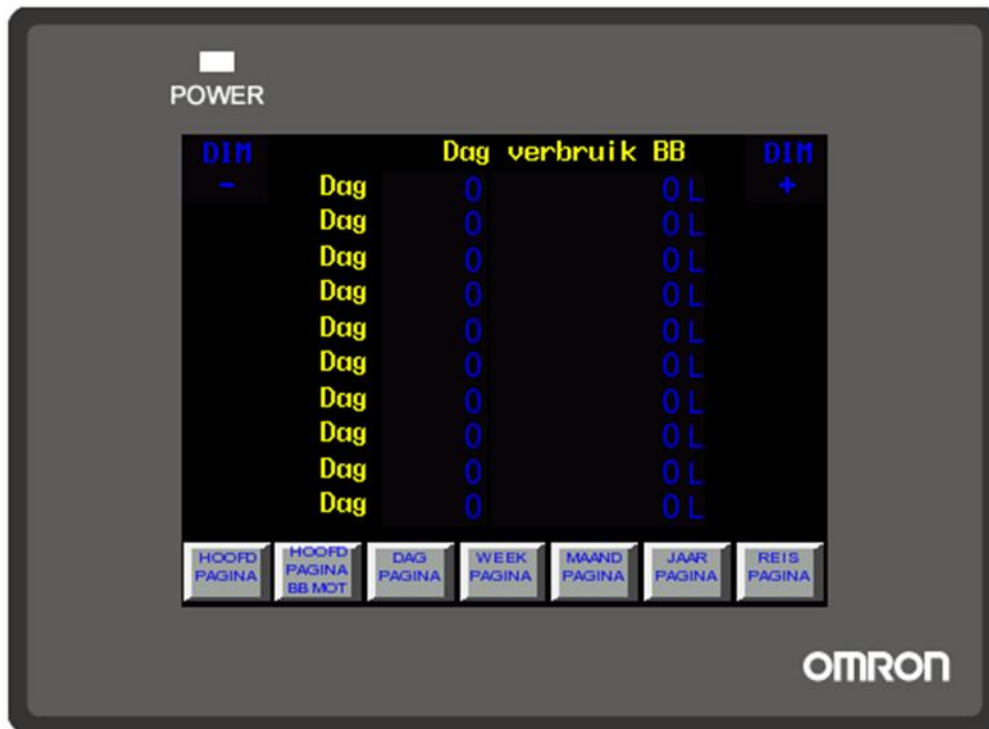 POWER
DIM
-
Dag verbruik BB
DIM
+
Dag 0 0 L
Dag 0 0 L
Dag 0 0 L
Dag 0 0 L
Dag 0 0 L
Dag 0 0 L
Dag 0 0 L
Dag 0 0 L
Dag 0 0 L
Dag 0 0 L
HOOFD
PAGINA
HOOFD
PAGINA
BB MOT
DAG
PAGINA
WEEK
PAGINA
MAAND
PAGINA
JAAR
PAGINA
REIS
PAGINA
OMRON